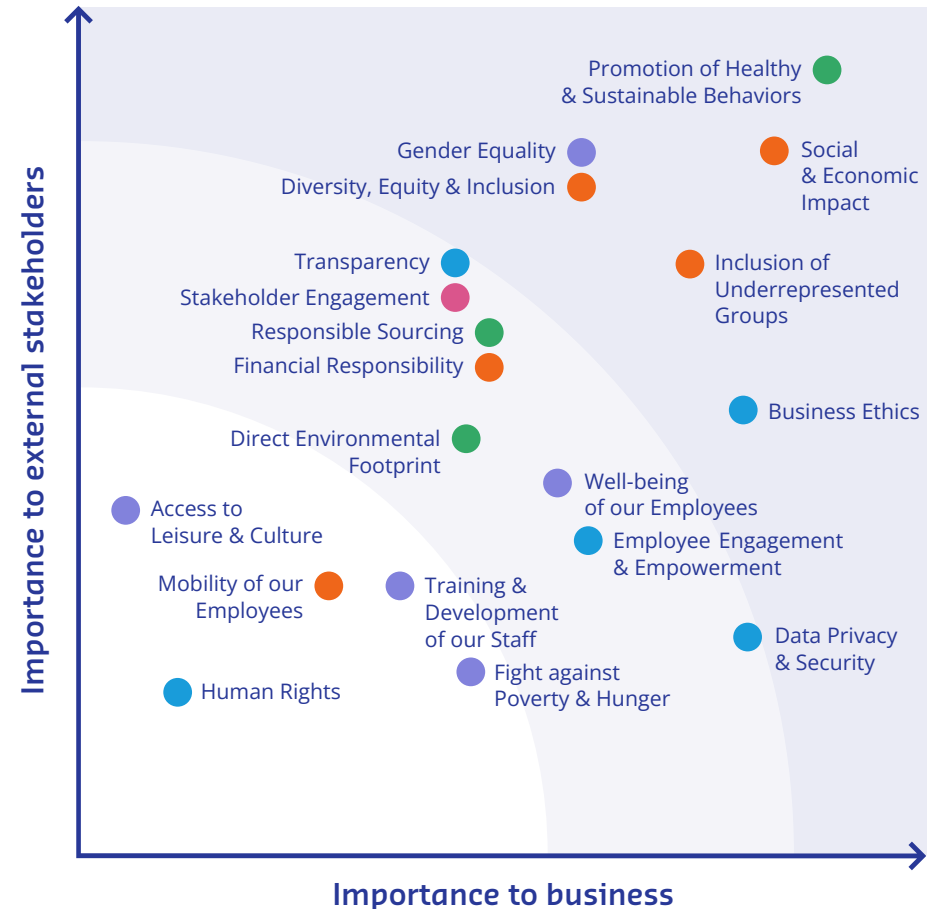 Promotion of Healthy
& Sustainable Behaviors
Gender Equality
Social
& Economic
Impact
Diversity, Equity & Inclusion
Transparency
Inclusion of
Underrepresented
Groups
Stakeholder Engagement
Responsible Sourcing
Financial Responsibility
Business Ethics
Direct Environmental
Footprint
Well-being
of our Employees
Access to
Leisure & Culture
Employee Engagement
& Empowerment
Mobility of our
Employees
Training &
Development
of our Staff
Data Privacy
& Security
Fight against
Poverty & Hunger
Human Rights
Importance to external stakeholders
Importance to business